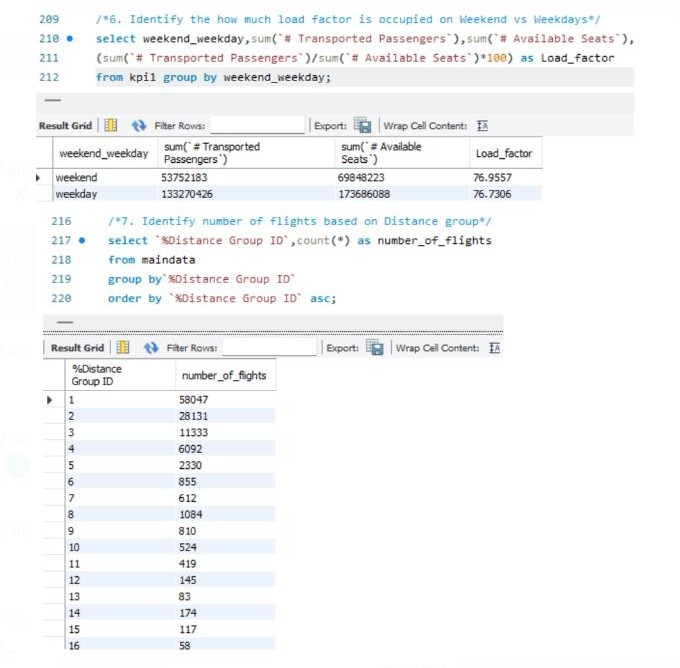 209 /*6. Identify the how much load factor is occupied on Weekend vs Weekdays*/
210 select weekend_weekday,sum(`# Transported Passengers`),sum(`# Available Seats`),
211 (sum(`# Transported Passengers`)/sum(`# Available Seats`)*100) as Load_factor
212 from kpi1 group by weekend_weekday;
Result Grid Filter Rows: Export: Wrap Cell Content: IA
weekend_weekday sum(`# Transported Passengers`) sum(`# Available Seats`) Load_factor
weekend 53752183 69848223 76.9557
weekday 133270426 173686088 76.7306
216 /*7. Identify number of flights based on Distance group*/
217 select `%Distance Group ID`,count(*) as number_of_flights
218 from maindata
219 group by`%Distance Group ID`
220 order by `%Distance Group ID` asc;
Result Grid Filter Rows: Export: Wrap Cell Content: IA
%Distance Group ID number_of_flights
1 58047
2 28131
3 11333
4 6092
5 2330
6 855
7 612
8 1084
9 810
10 524
11 419
12 145
13 83
14 174
15 117
16 58